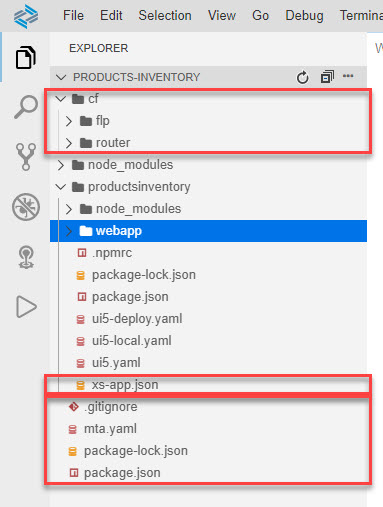 File Edit Selection View Go Debug Termina
EXPLORER
PRODUCTS-INVENTORY
cf
flp
router
node_modules
productsinventory
node_modules
webapp
.npmrc
package-lock.json
package.json
ui5-deploy.yaml
ui5-local.yaml
ui5.yaml
xs-app.json
.gitignore
mta.yaml
package-lock.json
package.json